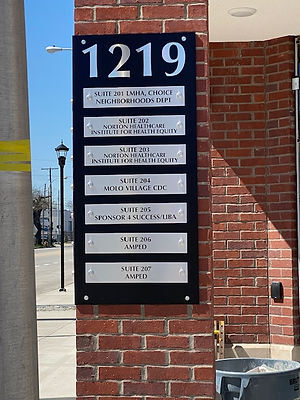 1219
SUITE 201 LMHA, CHOICE
NEIGHBORHOODS DEPT
SUITE 202
NORTON HEALTHCARE
INSTITUTE FOR HEALTH EQUITY
SUITE 203
NORTON HEALTHCARE
INSTITUTE FOR HEALTH EQUITY
SUITE 204
MOLO VILLAGE CDC
SUITE 205
SPONSOR 4 SUCCESS/UBA
SUITE 206
AMPED
SUITE 207
AMPED